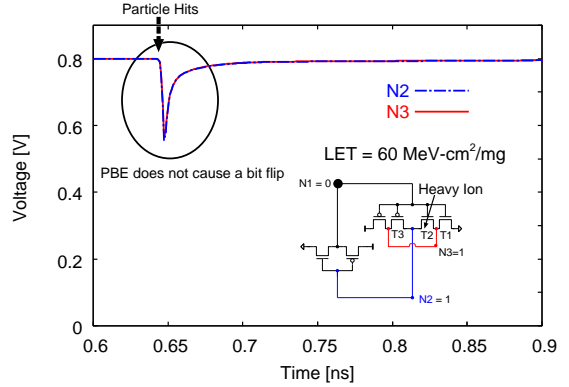 Particle Hits
0.8
0.6
0.4
0.2
0
Voltage [V]
N2
N3
LET = 60 MeV-cm²/mg
PBE does not cause a bit flip
N1 = 0
Heavy Ion
T3
T2
T1
N3=1
N2 = 1
0.6 0.65 0.7 0.75 0.8 0.85 0.9
Time [ns]